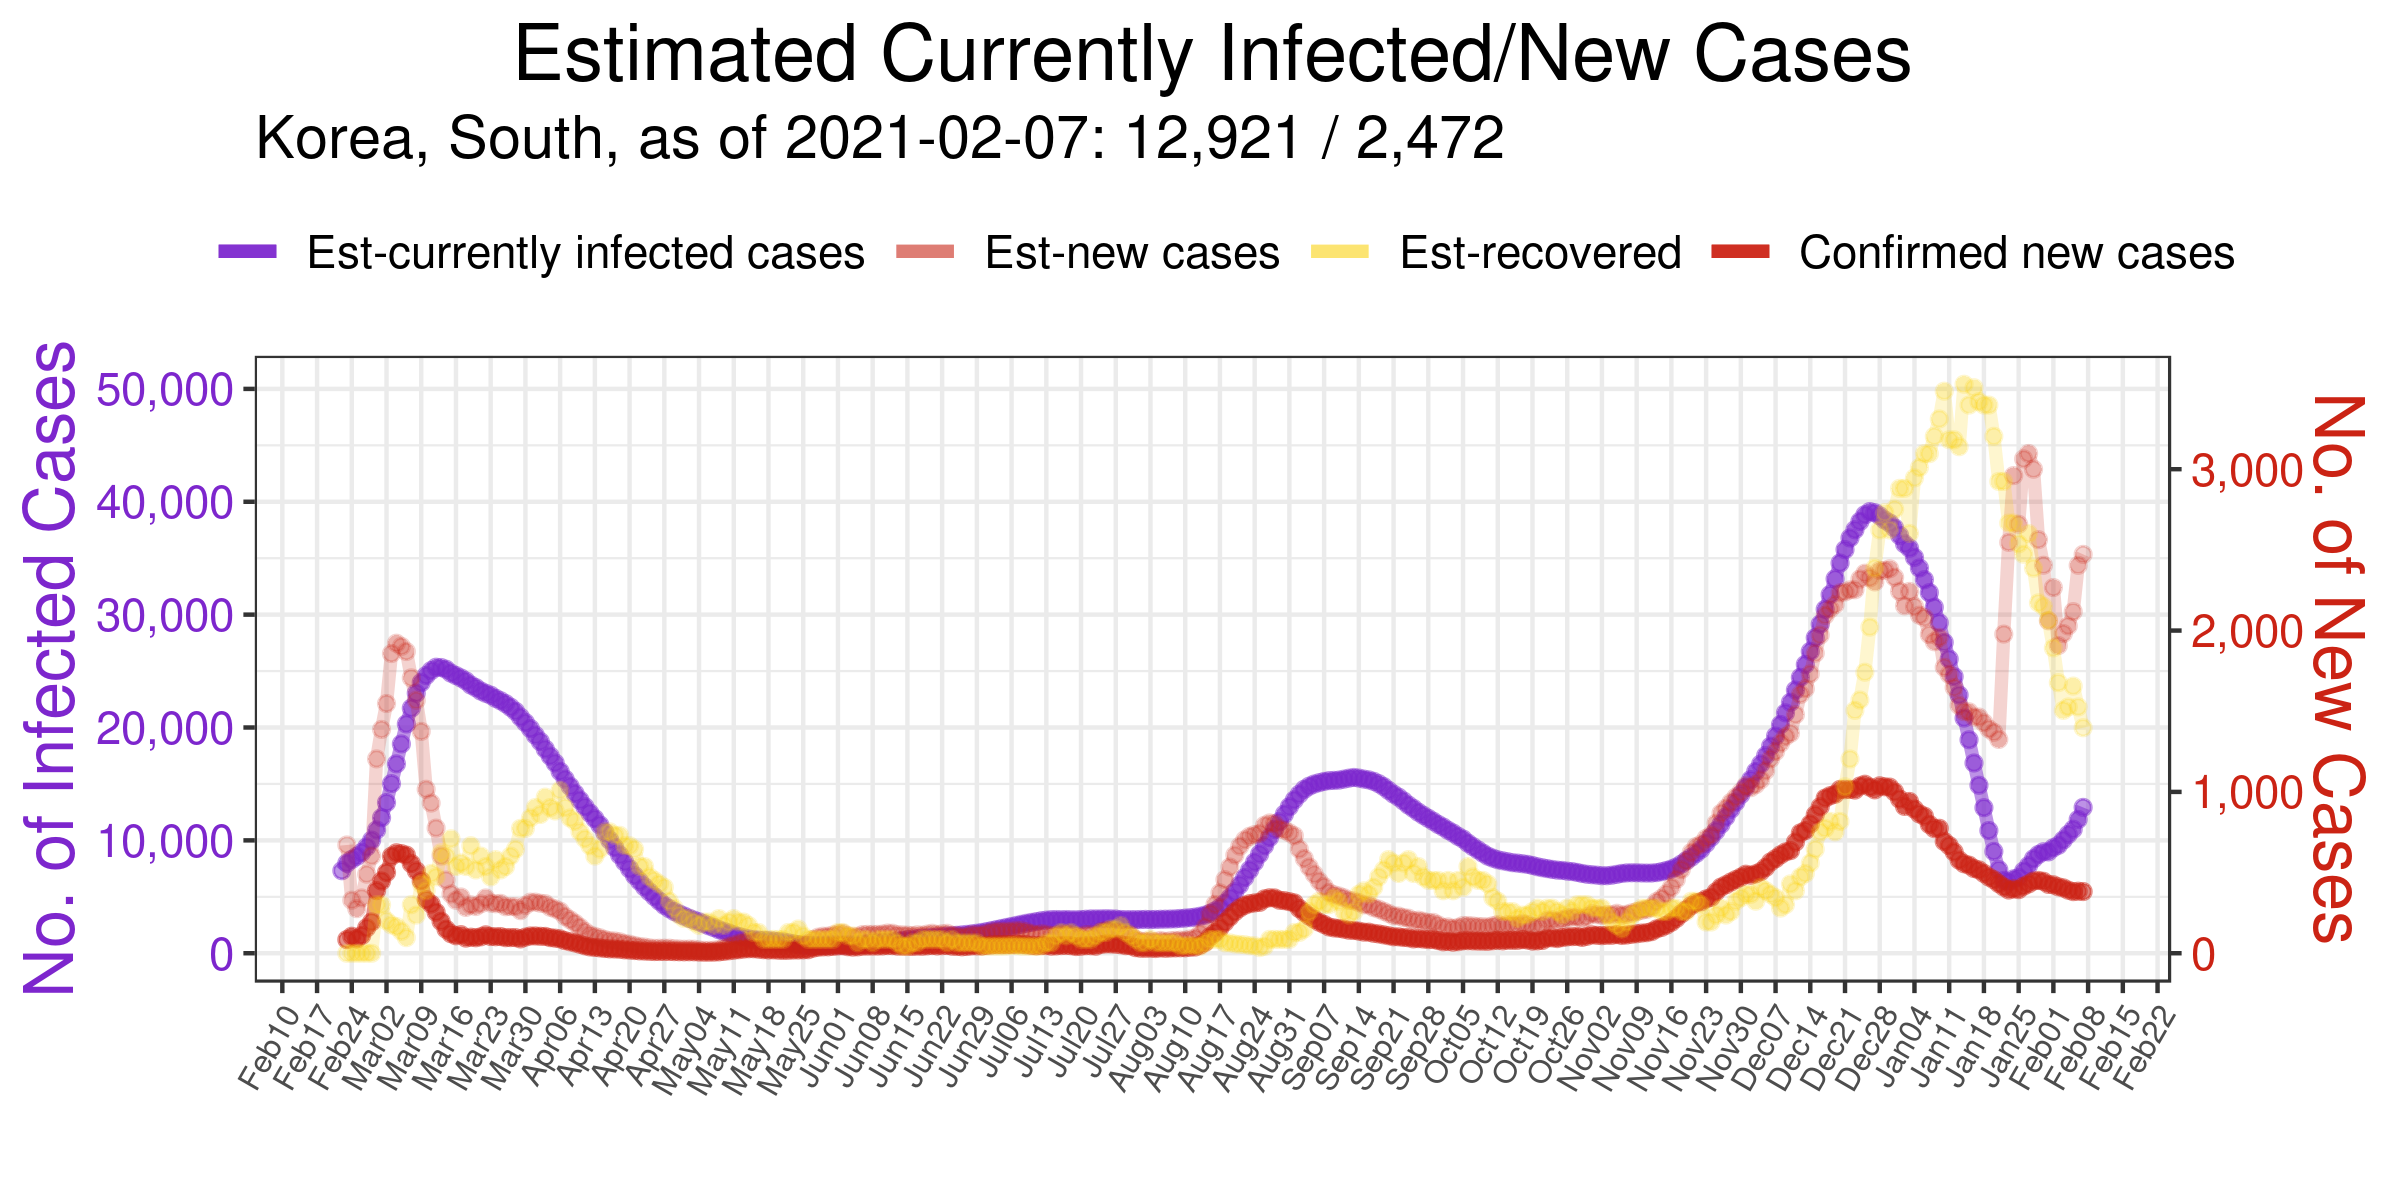 Estimated Currently Infected/New Cases
Korea, South, as of 2021-02-07: 12,921 / 2,472
Est-currently infected cases
Est-new cases
Est-recovered
Confirmed new cases
No. of Infected Cases
50,000
40,000
30,000
20,000
10,000
0
3,000
2,000
1,000
0
No. of New Cases
Feb10
Feb17
Feb24
Mar02
Mar09
Mar16
Mar23
Mar30
Apr06
Apr13
Apr20
Apr27
May04
May11
May18
May25
Jun01
Jun08
Jun15
Jun22
Jun29
Jul06
Jul13
Jul20
Jul27
Aug03
Aug10
Aug17
Aug24
Aug31
Sep07
Sep14
Sep21
Sep28
Oct05
Oct12
Oct19
Oct26
Nov02
Nov09
Nov16
Nov23
Nov30
Dec07
Dec14
Dec21
Dec28
Jan04
Jan11
Jan18
Jan25
Feb01
Feb08
Feb15
Feb22